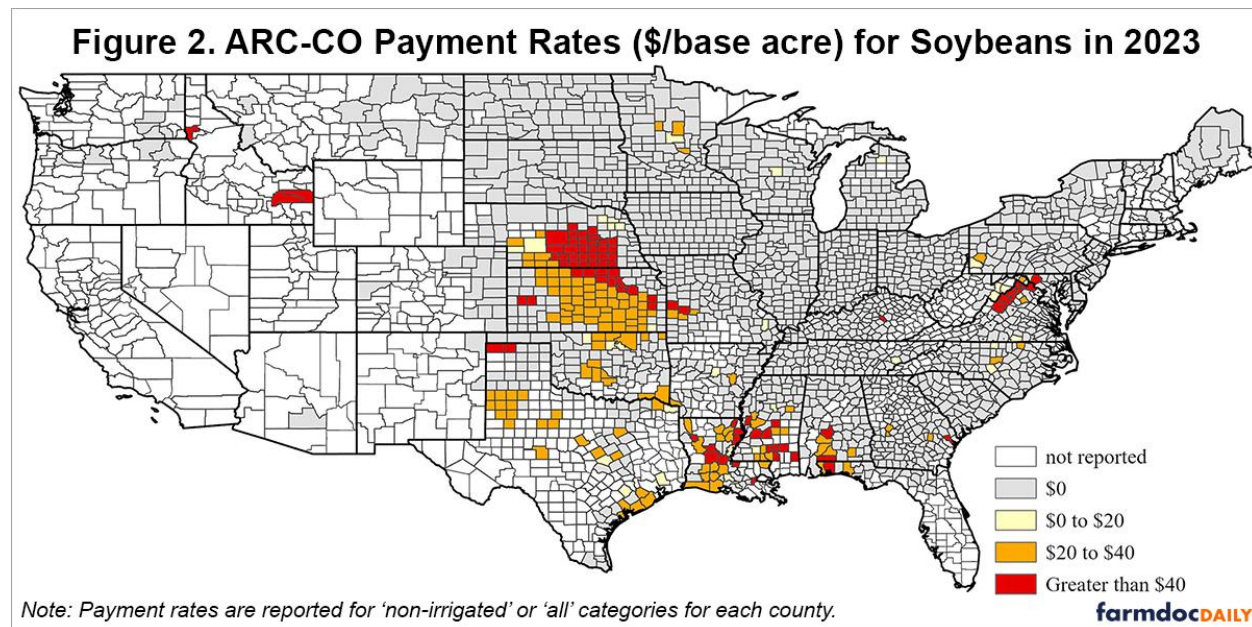 Figure 2. ARC-CO Payment Rates ($/base acre) for Soybeans in 2023
not reported
$0
$0 to $20
$20 to $40
Greater than $40
Note: Payment rates are reported for 'non-irrigated' or 'all' categories for each county.
farmdocDAILY